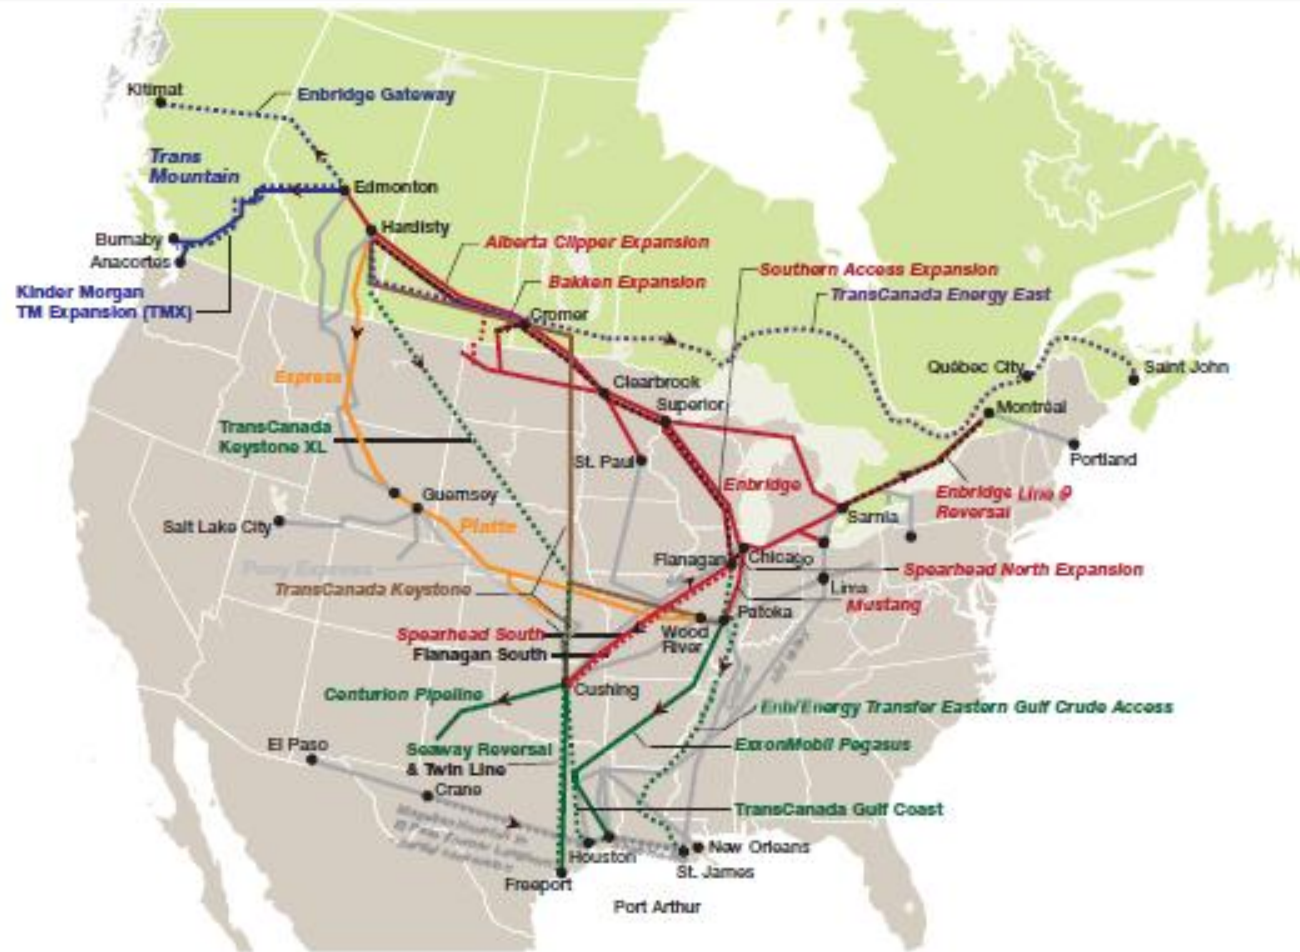 Kitimat
Enbridge Gateway
Trans
Mountain
Edmonton
Hardisty
Burnaby
Anacortes
Alberta Clipper Expansion
Southern Access Expansion
Bakken Expansion
TransCanada Energy East
Kinder Morgan
TM Expansion (TMX)
Cromer
Québec City
Saint John
Express
Clearbrook
Superior
Montréal
TransCanada
Keystone XL
St. Paul
Portland
Enbridge
Enbridge Line 9
Reversal
Guernsey
Salt Lake City
Platte
Sarnia
Flanagan
Chicago
Pony Express
Spearhead North Expansion
TransCanada Keystone
Lima
Mustang
Patoka
Spearhead South
Wood
River
Flanagan South
Cushing
Centurion Pipeline
Enb/Energy Transfer Eastern Gulf Crude Access
El Paso
Seaway Reversal
& Twin Line
ExxonMobil Pegasus
Crane
TransCanada Gulf Coast
New Orleans
Houston
St. James
Freeport
Port Arthur